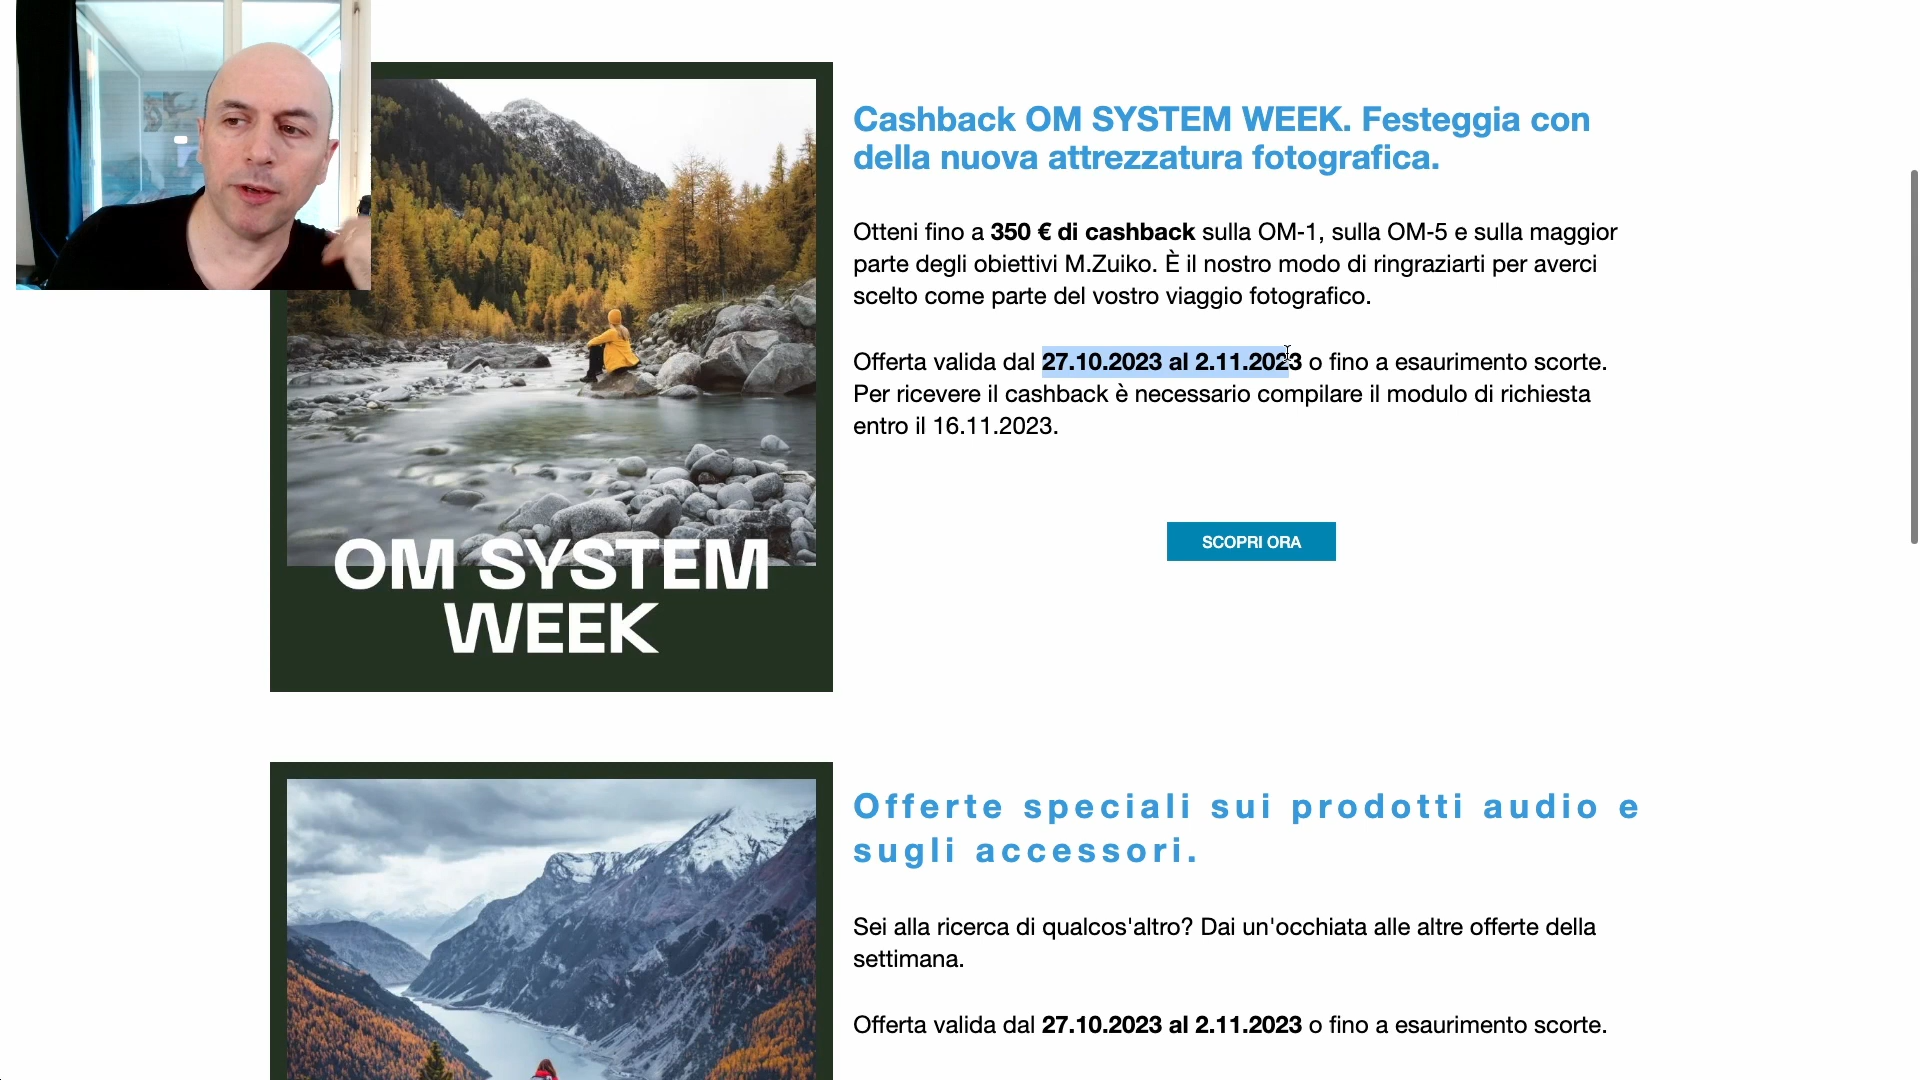 Cashback OM SYSTEM WEEK. Festeggia con
della nuova attrezzatura fotografica.
Otteni fino a 350 € di cashback sulla OM-1, sulla OM-5 e sulla maggior
parte degli obiettivi M.Zuiko. È il nostro modo di ringraziarti per averci
scelto come parte del vostro viaggio fotografico.
Offerta valida dal 27.10.2023 al 2.11.2023 o fino a esaurimento scorte.
Per ricevere il cashback è necessario compilare il modulo di richiesta
entro il 16.11.2023.
SCOPRI ORA
OM SYSTEM
WEEK
Offerte speciali sui prodotti audio e
sugli accessori.
Sei alla ricerca di qualcos'altro? Dai un'occhiata alle altre offerte della
settimana.
Offerta valida dal 27.10.2023 al 2.11.2023 o fino a esaurimento scorte.